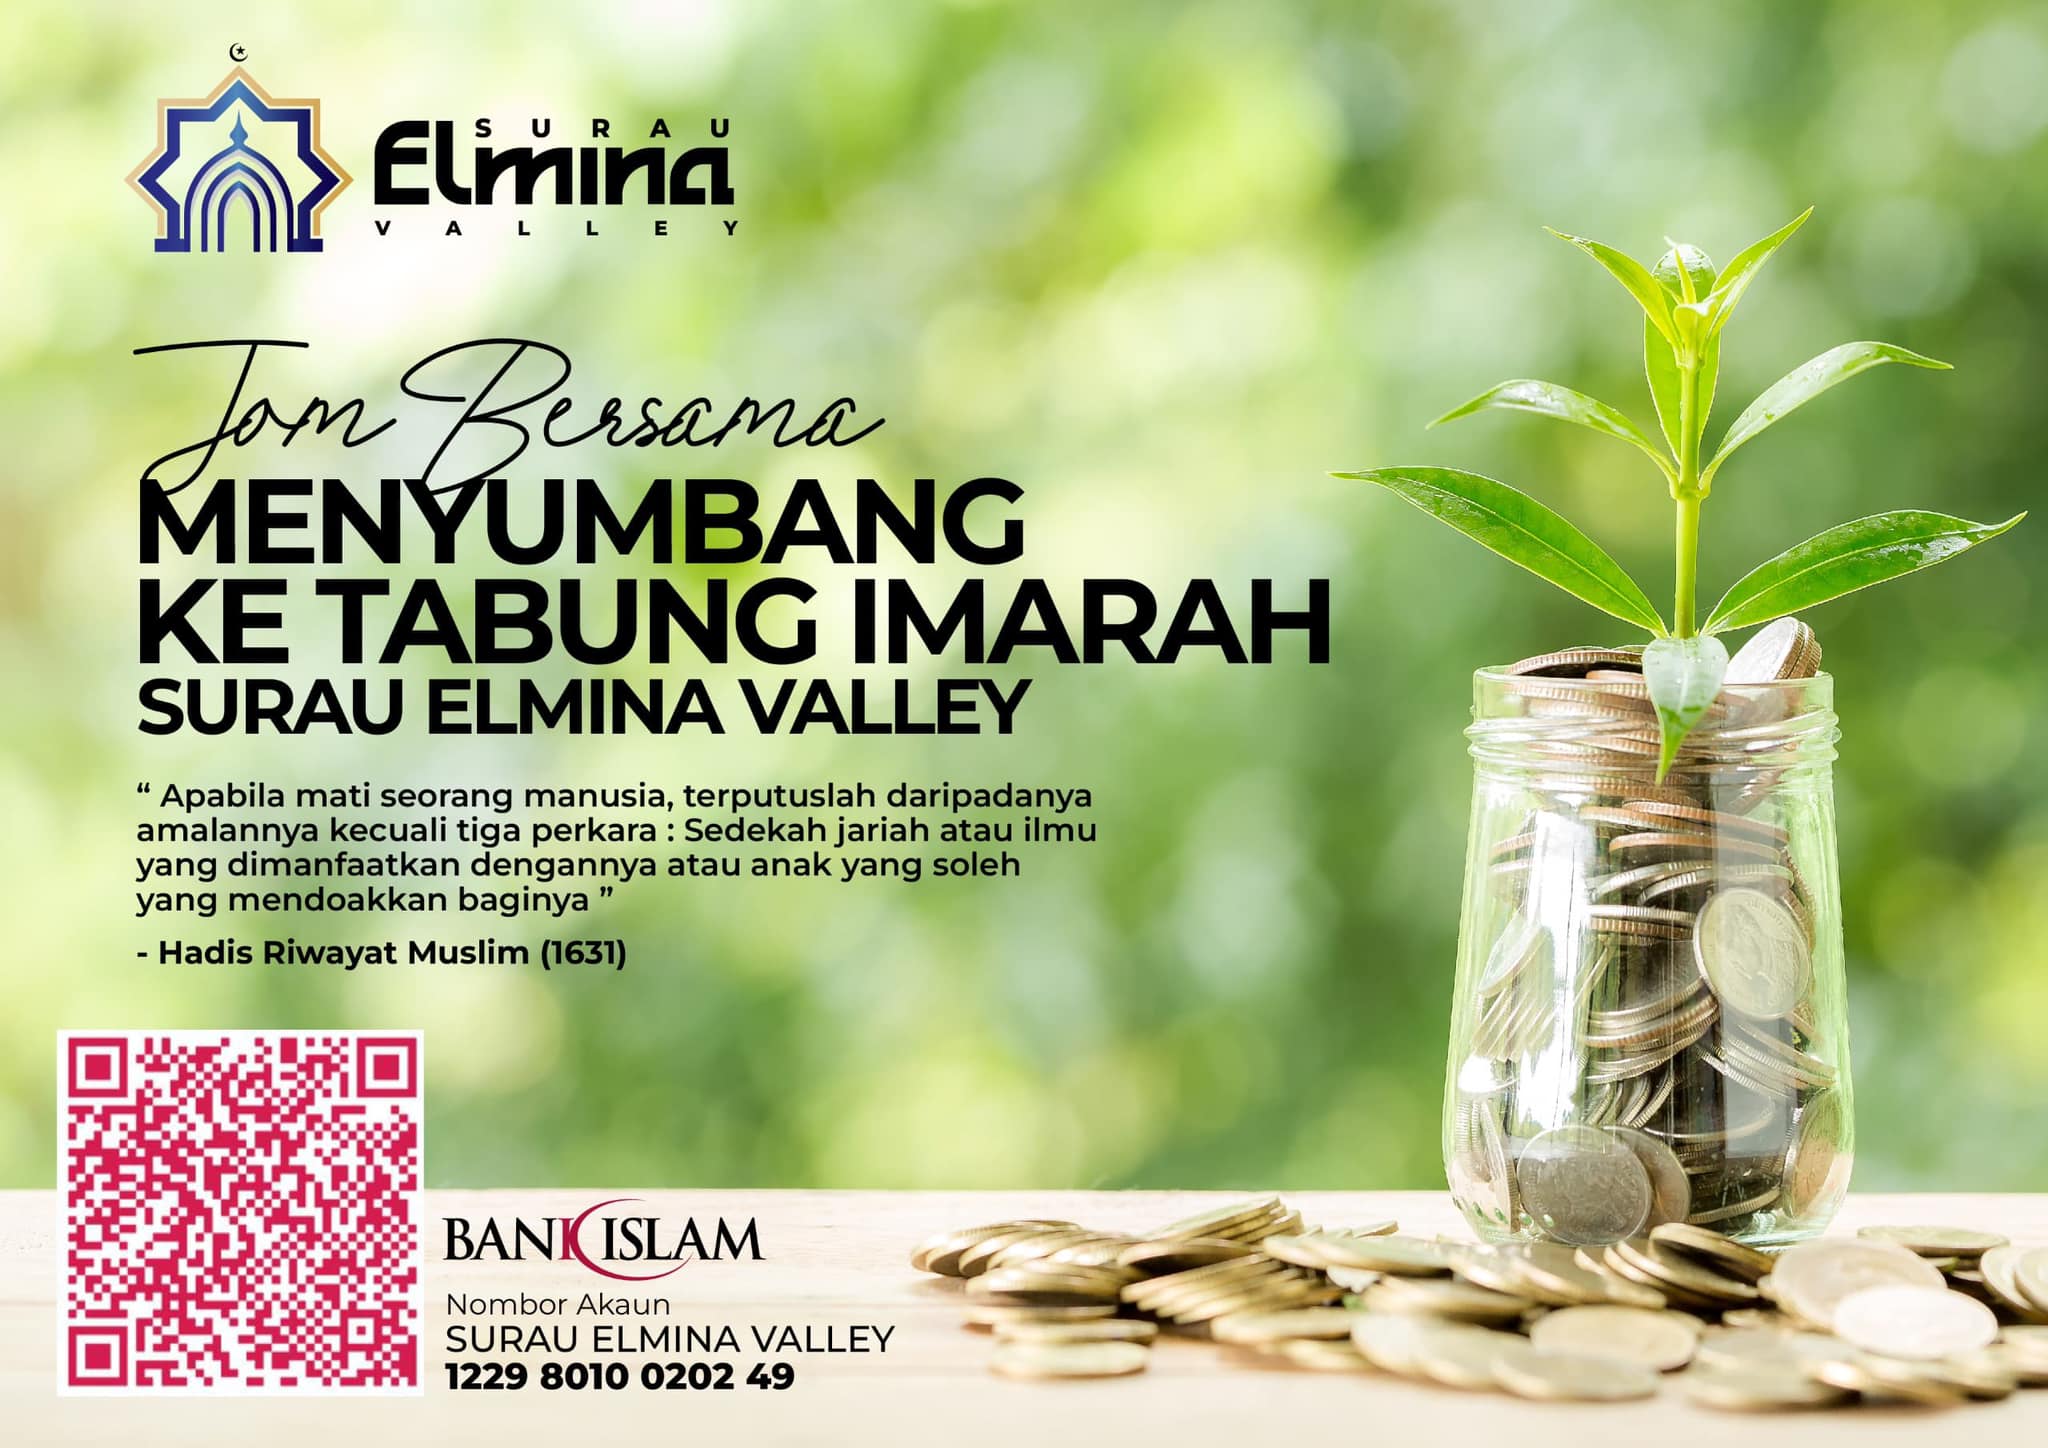 SURAU
Elmina
VALLEY
Jom Bersama
MENYUMBANG
KE TABUNG IMARAH
SURAU ELMINA VALLEY
“ Apabila mati seorang manusia, terputuslah daripadanya
amalannya kecuali tiga perkara : Sedekah jariah atau ilmu
yang dimanfaatkan dengannya atau anak yang soleh
yang mendoakkan baginya ”
- Hadis Riwayat Muslim (1631)
BANK ISLAM
Nombor Akaun
SURAU ELMINA VALLEY
1229 8010 0202 49